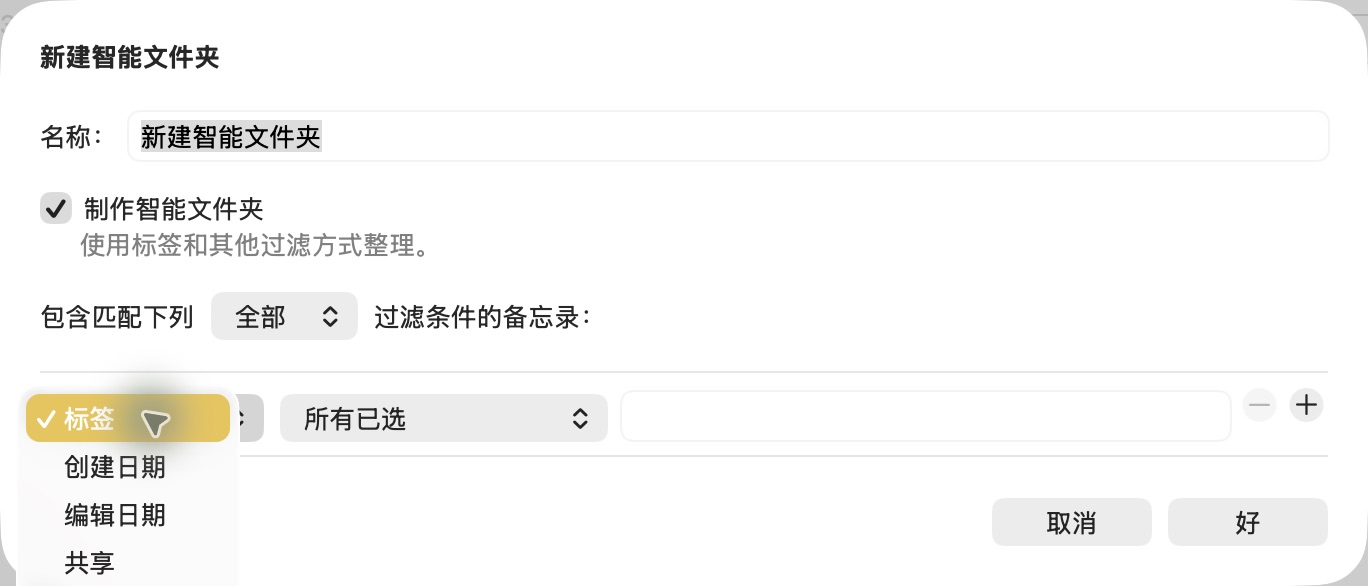 新建智能文件夹
名称： 新建智能文件夹
制作智能文件夹
使用标签和其他过滤方式整理。
包含匹配下列 全部 过滤条件的备忘录：
标签 所有已选
创建日期
编辑日期
共享
取消 好